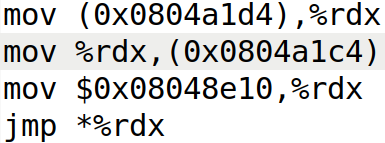 mov (0x0804a1d4),%rdx
mov %rdx,(0x0804a1c4)
mov $0x08048e10,%rdx
jmp *%rdx